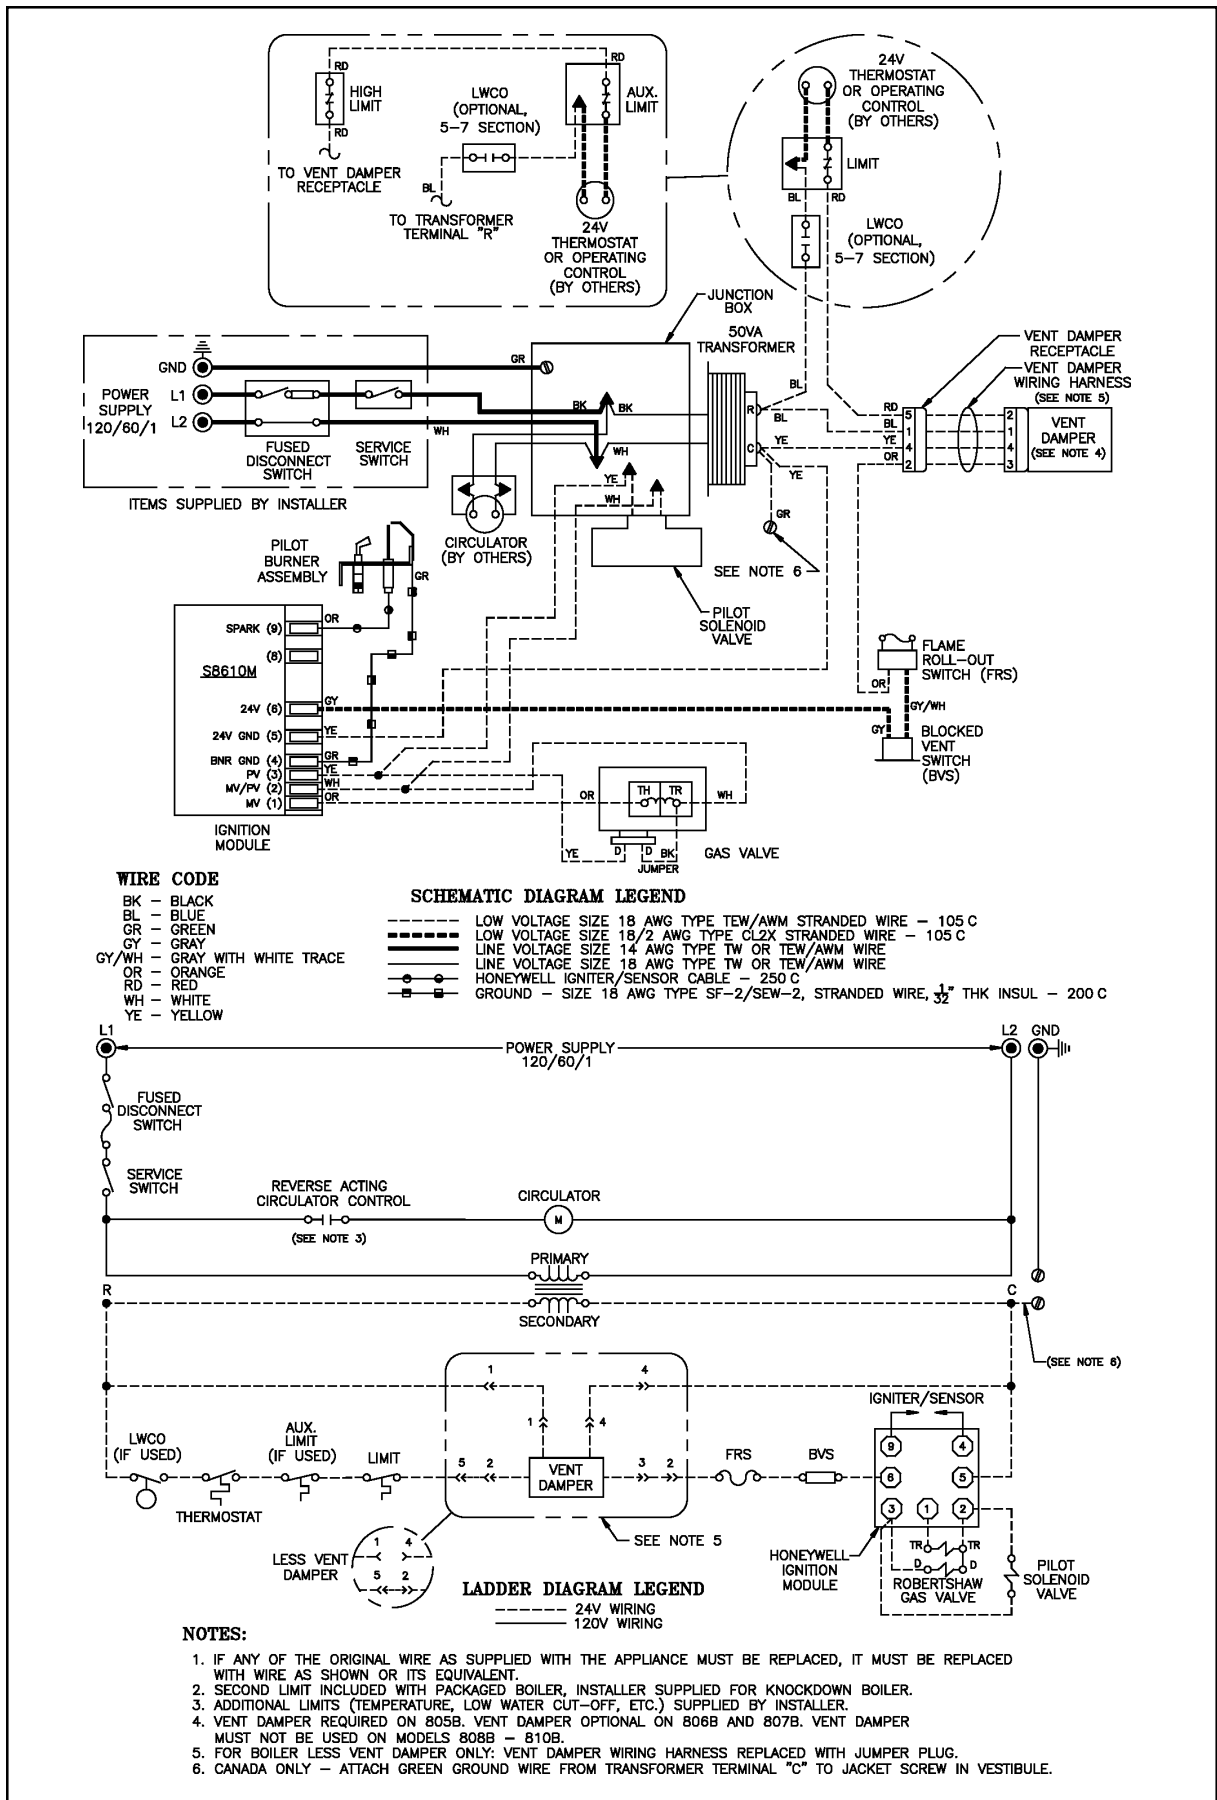 RD
HIGH
LIMIT
RD
TO VENT DAMPER
RECEPTACLE
LWCO
(OPTIONAL,
5-7 SECTION)
BL
TO TRANSFORMER
TERMINAL "R"
RD
AUX.
LIMIT
24V
THERMOSTAT
OR OPERATING
CONTROL
(BY OTHERS)
24V
THERMOSTAT
OR OPERATING
CONTROL
(BY OTHERS)
LIMIT
BL
RD
LWCO
(OPTIONAL,
5-7 SECTION)
JUNCTION
BOX
50VA
TRANSFORMER
GND
POWER
SUPPLY
120/60/1
L1
L2
FUSED
DISCONNECT
SWITCH
SERVICE
SWITCH
ITEMS SUPPLIED BY INSTALLER
GR
BK
BK
WH
WH
YE
WH
R
C
BL
BL
YE
YE
GR
SEE NOTE 6
VENT DAMPER
RECEPTACLE
VENT DAMPER
WIRING HARNESS
(SEE NOTE 5)
RD 5
BL 1
YE 4
OR 2
2
1
4
3
VENT
DAMPER
(SEE NOTE 4)
CIRCULATOR
(BY OTHERS)
PILOT
BURNER
ASSEMBLY
GR
PILOT
SOLENOID
VALVE
SPARK (9)
OR
(8)
S8610M
24V (6)
GY
24V GND (5)
YE
BNR GND (4)
GR
PV (3)
YE
MV/PV (2)
WH
MV (1)
OR
IGNITION
MODULE
FLAME
ROLL-OUT
SWITCH (FRS)
OR
GY/WH
GY
BLOCKED
VENT
SWITCH
(BVS)
OR
TH TR
WH
YE
D D BK
JUMPER
GAS VALVE
WIRE CODE
BK - BLACK
BL - BLUE
GR - GREEN
GY - GRAY
GY/WH - GRAY WITH WHITE TRACE
OR - ORANGE
RD - RED
WH - WHITE
YE - YELLOW
SCHEMATIC DIAGRAM LEGEND
LOW VOLTAGE SIZE 18 AWG TYPE TEW/AWM STRANDED WIRE - 105 C
LOW VOLTAGE SIZE 18/2 AWG TYPE CL2X STRANDED WIRE - 105 C
LINE VOLTAGE SIZE 14 AWG TYPE TW OR TEW/AWM WIRE
LINE VOLTAGE SIZE 18 AWG TYPE TW OR TEW/AWM WIRE
HONEYWELL IGNITER/SENSOR CABLE - 250 C
GROUND - SIZE 18 AWG TYPE SF-2/SEW-2, STRANDED WIRE, 1/32" THK INSUL - 200 C
L1
POWER SUPPLY
120/60/1
L2 GND
FUSED
DISCONNECT
SWITCH
SERVICE
SWITCH
REVERSE ACTING
CIRCULATOR CONTROL
(SEE NOTE 3)
CIRCULATOR
M
PRIMARY
R
C
SECONDARY
(SEE NOTE 6)
1
4
1
4
LWCO
(IF USED)
THERMOSTAT
AUX.
LIMIT
(IF USED)
LIMIT
5 2
VENT
DAMPER
3 2
FRS
BVS
IGNITER/SENSOR
9 4
6 5
3 1 2
TR TR
D D
HONEYWELL
IGNITION
MODULE
ROBERTSHAW
GAS VALVE
PILOT
SOLENOID
VALVE
SEE NOTE 5
LESS VENT
DAMPER
1 4
5 2
LADDER DIAGRAM LEGEND
24V WIRING
120V WIRING
NOTES:
1. IF ANY OF THE ORIGINAL WIRE AS SUPPLIED WITH THE APPLIANCE MUST BE REPLACED, IT MUST BE REPLACED
WITH WIRE AS SHOWN OR ITS EQUIVALENT.
2. SECOND LIMIT INCLUDED WITH PACKAGED BOILER, INSTALLER SUPPLIED FOR KNOCKDOWN BOILER.
3. ADDITIONAL LIMITS (TEMPERATURE, LOW WATER CUT-OFF, ETC.) SUPPLIED BY INSTALLER.
4. VENT DAMPER REQUIRED ON 805B. VENT DAMPER OPTIONAL ON 806B AND 807B. VENT DAMPER
MUST NOT BE USED ON MODELS 808B - 810B.
5. FOR BOILER LESS VENT DAMPER ONLY: VENT DAMPER WIRING HARNESS REPLACED WITH JUMPER PLUG.
6. CANADA ONLY - ATTACH GREEN GROUND WIRE FROM TRANSFORMER TERMINAL "C" TO JACKET SCREW IN VESTIBULE.